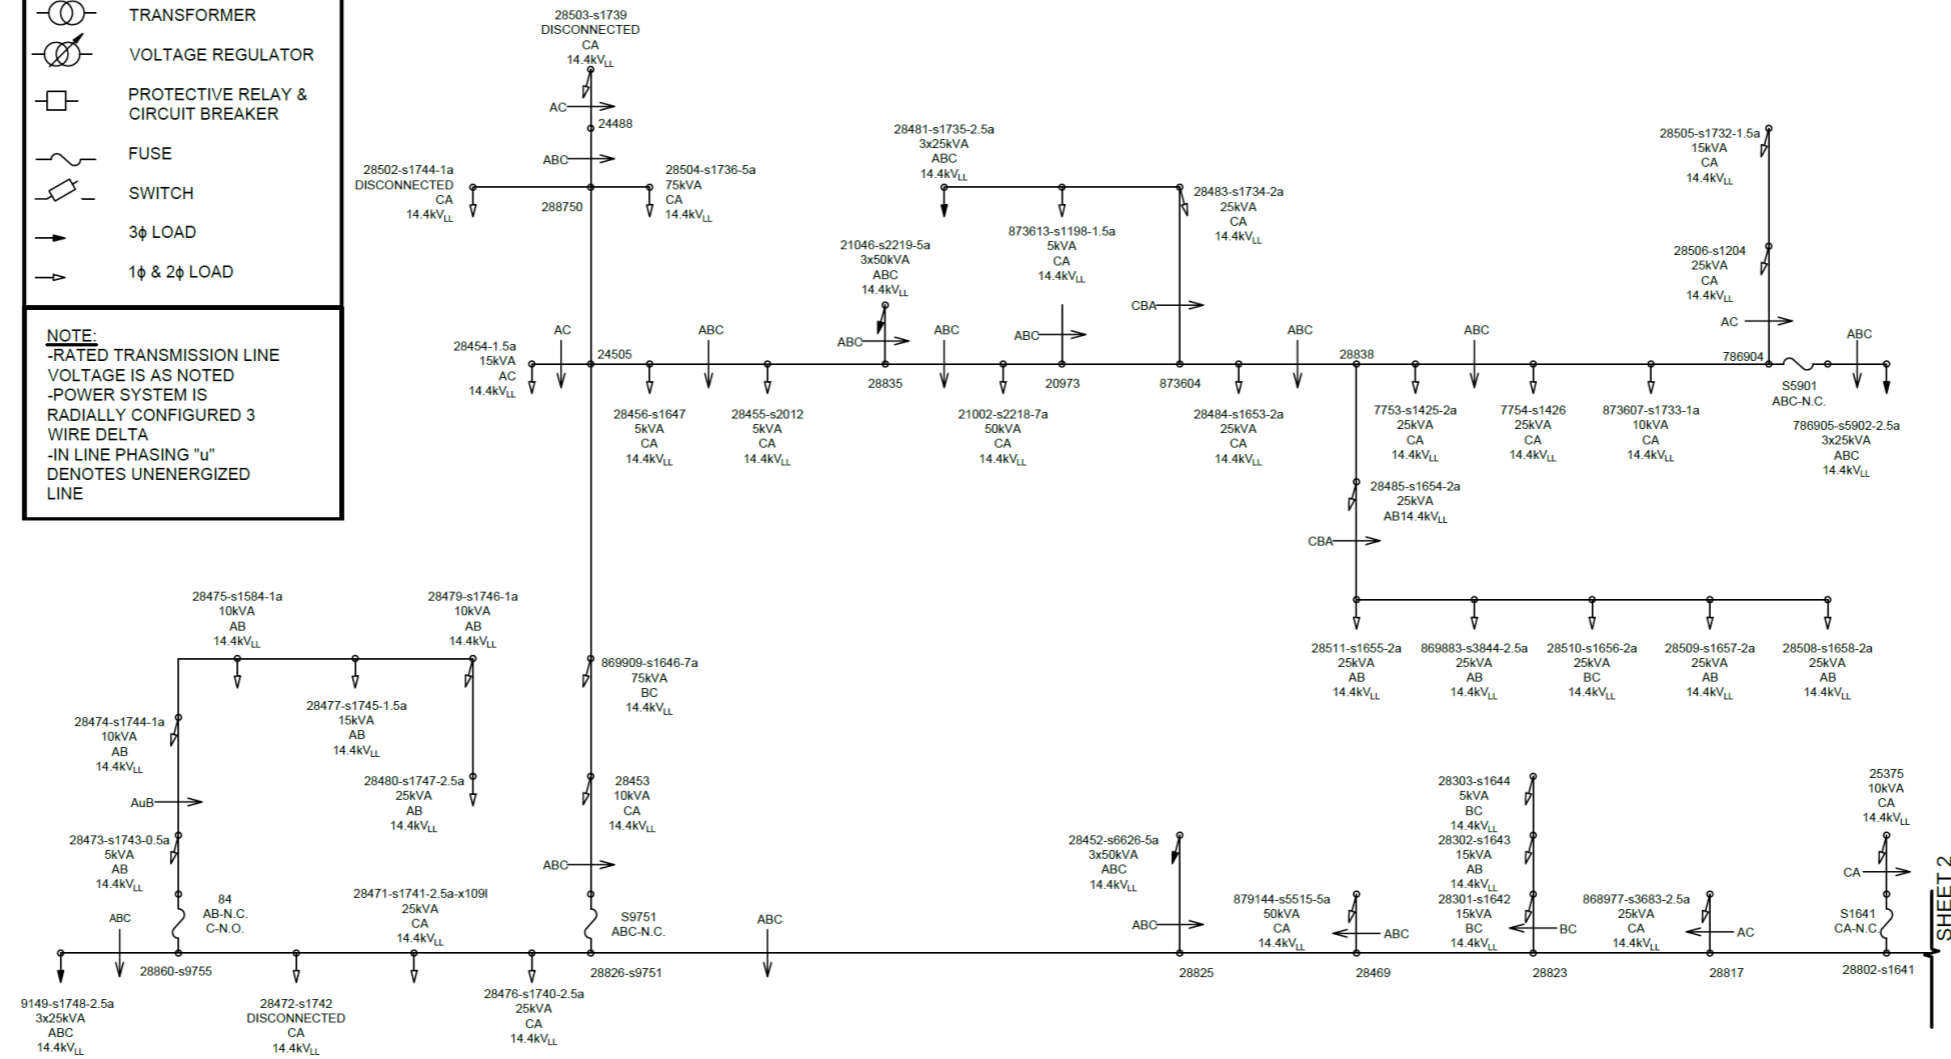 TRANSFORMER
VOLTAGE REGULATOR
PROTECTIVE RELAY &
CIRCUIT BREAKER
FUSE
SWITCH
3ϕ LOAD
1ϕ & 2ϕ LOAD
NOTE:
-RATED TRANSMISSION LINE
VOLTAGE IS AS NOTED
-POWER SYSTEM IS
RADIALLY CONFIGURED 3
WIRE DELTA
-IN LINE PHASING "u"
DENOTES UNENERGIZED
LINE
28503-s1739
DISCONNECTED
CA
14.4kVLL
AC
24488
ABC
28502-s1744-1a
DISCONNECTED
CA
14.4kVLL
288750
28504-s1736-5a
75kVA
CA
14.4kVLL
28481-s1735-2.5a
3x25kVA
ABC
14.4kVLL
873613-s1198-1.5a
5kVA
CA
14.4kVLL
28483-s1734-2a
25kVA
CA
14.4kVLL
21046-s2219-5a
3x50kVA
ABC
14.4kVLL
28505-s1732-1.5a
15kVA
CA
14.4kVLL
28506-s1204
25kVA
CA
14.4kVLL
AC
28454-1.5a
15kVA
AC
14.4kVLL
AC
24505
ABC
ABC
ABC
ABC
CBA
ABC
28838
ABC
786904
ABC
28835
20973
873604
S5901
ABC-N.C.
28456-s1647
5kVA
CA
14.4kVLL
28455-s2012
5kVA
CA
14.4kVLL
21002-s2218-7a
50kVA
CA
14.4kVLL
28484-s1653-2a
25kVA
CA
14.4kVLL
7753-s1425-2a
25kVA
CA
14.4kVLL
7754-s1426
25kVA
CA
14.4kVLL
873607-s1733-1a
10kVA
CA
14.4kVLL
786905-s5902-2.5a
3x25kVA
ABC
14.4kVLL
28485-s1654-2a
25kVA
AB14.4kVLL
CBA
28511-s1655-2a
25kVA
AB
14.4kVLL
869883-s3844-2.5a
25kVA
AB
14.4kVLL
28510-s1656-2a
25kVA
BC
14.4kVLL
28509-s1657-2a
25kVA
AB
14.4kVLL
28508-s1658-2a
25kVA
AB
14.4kVLL
28475-s1584-1a
10kVA
AB
14.4kVLL
28479-s1746-1a
10kVA
AB
14.4kVLL
869909-s1646-7a
75kVA
BC
14.4kVLL
28474-s1744-1a
10kVA
AB
14.4kVLL
28477-s1745-1.5a
15kVA
AB
14.4kVLL
28480-s1747-2.5a
25kVA
AB
14.4kVLL
28453
10kVA
CA
14.4kVLL
AuB
28473-s1743-0.5a
5kVA
AB
14.4kVLL
84
AB-N.C.
C-N.O.
28471-s1741-2.5a-x109l
25kVA
CA
14.4kVLL
ABC
S9751
ABC-N.C.
ABC
ABC
28452-s6626-5a
3x50kVA
ABC
14.4kVLL
ABC
879144-s5515-5a
50kVA
CA
14.4kVLL
ABC
28303-s1644
5kVA
BC
14.4kVLL
28302-s1643
15kVA
AB
14.4kVLL
28301-s1642
15kVA
BC
14.4kVLL
BC
868977-s3683-2.5a
25kVA
CA
14.4kVLL
AC
25375
10kVA
CA
14.4kVLL
CA
S1641
CA-N.C.
SHEET 2
28860-s9755
28826-s9751
28825
28469
28823
28817
28802-s1641
9149-s1748-2.5a
3x25kVA
ABC
14.4kVLL
28472-s1742
DISCONNECTED
CA
14.4kVLL
28476-s1740-2.5a
25kVA
CA
14.4kVLL